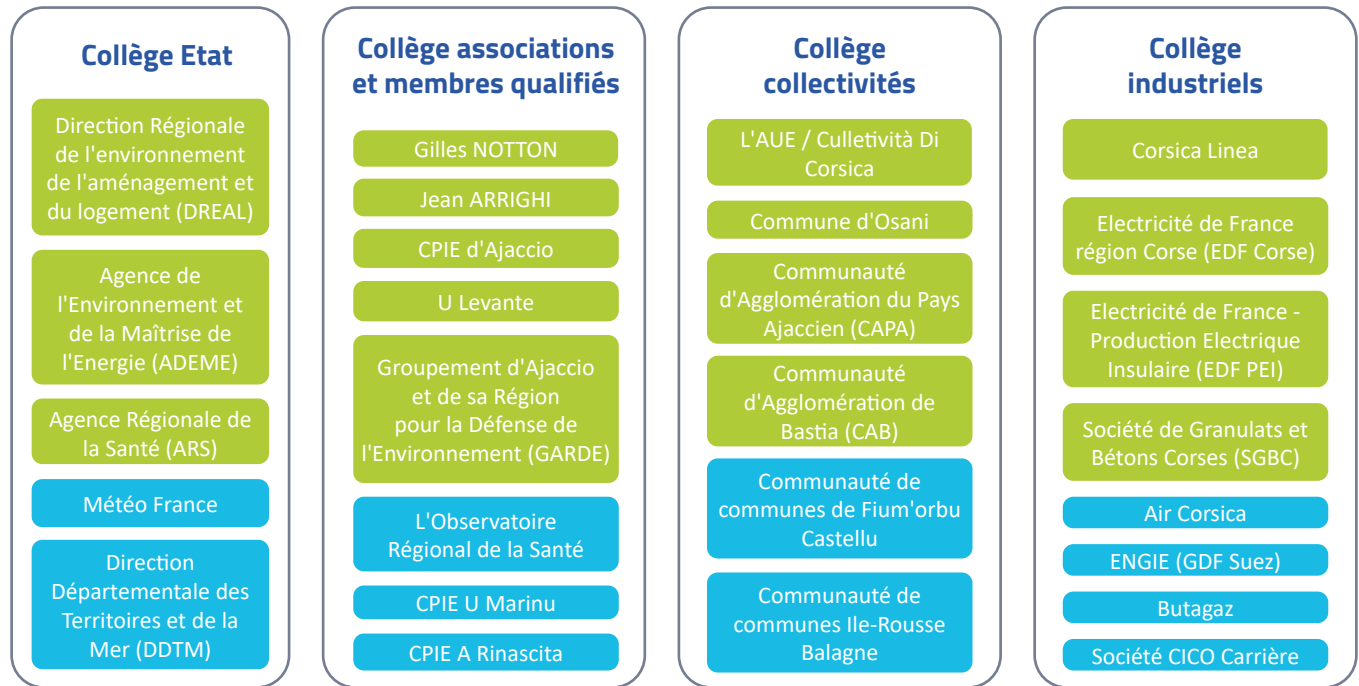 Collège Etat
Direction Régionale
de l'environnement
de l'aménagement et
du logement (DREAL)
Agence de
l'Environnement et
de la Maîtrise de
l'Energie (ADEME)
Agence Régionale de
la Santé (ARS)
Météo France
Direction
Départementale des
Territoires et de la
Mer (DDTM)
Collège associations
et membres qualifiés
Gilles NOTTON
Jean ARRIGHI
CPIE d'Ajaccio
U Levante
Groupement d'Ajaccio
et de sa Région
pour la Défense de
l'Environnement (GARDE)
L'Observatoire
Régional de la Santé
CPIE U Marinu
CPIE A Rinascita
Collège
collectivités
L'AUE / Culletività Di
Corsica
Commune d'Osani
Communauté
d'Agglomération du Pays
Ajaccien (CAPA)
Communauté
d'Agglomération de
Bastia (CAB)
Communauté de
communes de Fium'orbu
Castellu
Communauté de
communes Ile-Rousse
Balagne
Collège
industriels
Corsica Linea
Electricité de France
région Corse (EDF Corse)
Electricité de France -
Production Electrique
Insulaire (EDF PEI)
Société de Granulats et
Bétons Corses (SGBC)
Air Corsica
ENGIE (GDF Suez)
Butagaz
Société CICO Carrière